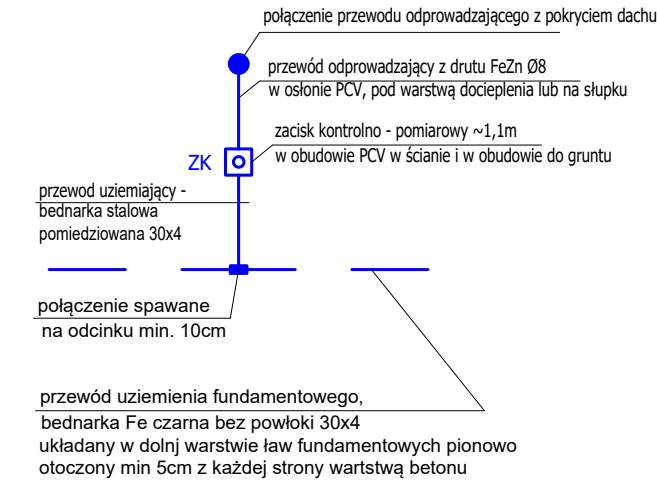 połączenie przewodu odprowadzającego z pokryciem dachu
przewód odprowadzający z drutu FeZn Ø8
w osłonie PCV, pod warstwą docieplenia lub na słupku
zacisk kontrolno - pomiarowy ~1,1m
w obudowie PCV w ścianie i w obudowie do gruntu
ZK
przewod uziemiający -
bednarka stalowa
pomiedziowana 30x4
połączenie spawane
na odcinku min. 10cm
przewód uziemienia fundamentowego,
bednarka Fe czarna bez powłoki 30x4
układany w dolnj warstwie ław fundamentowych pionowo
otoczony min 5cm z każdej strony wartstwą betonu